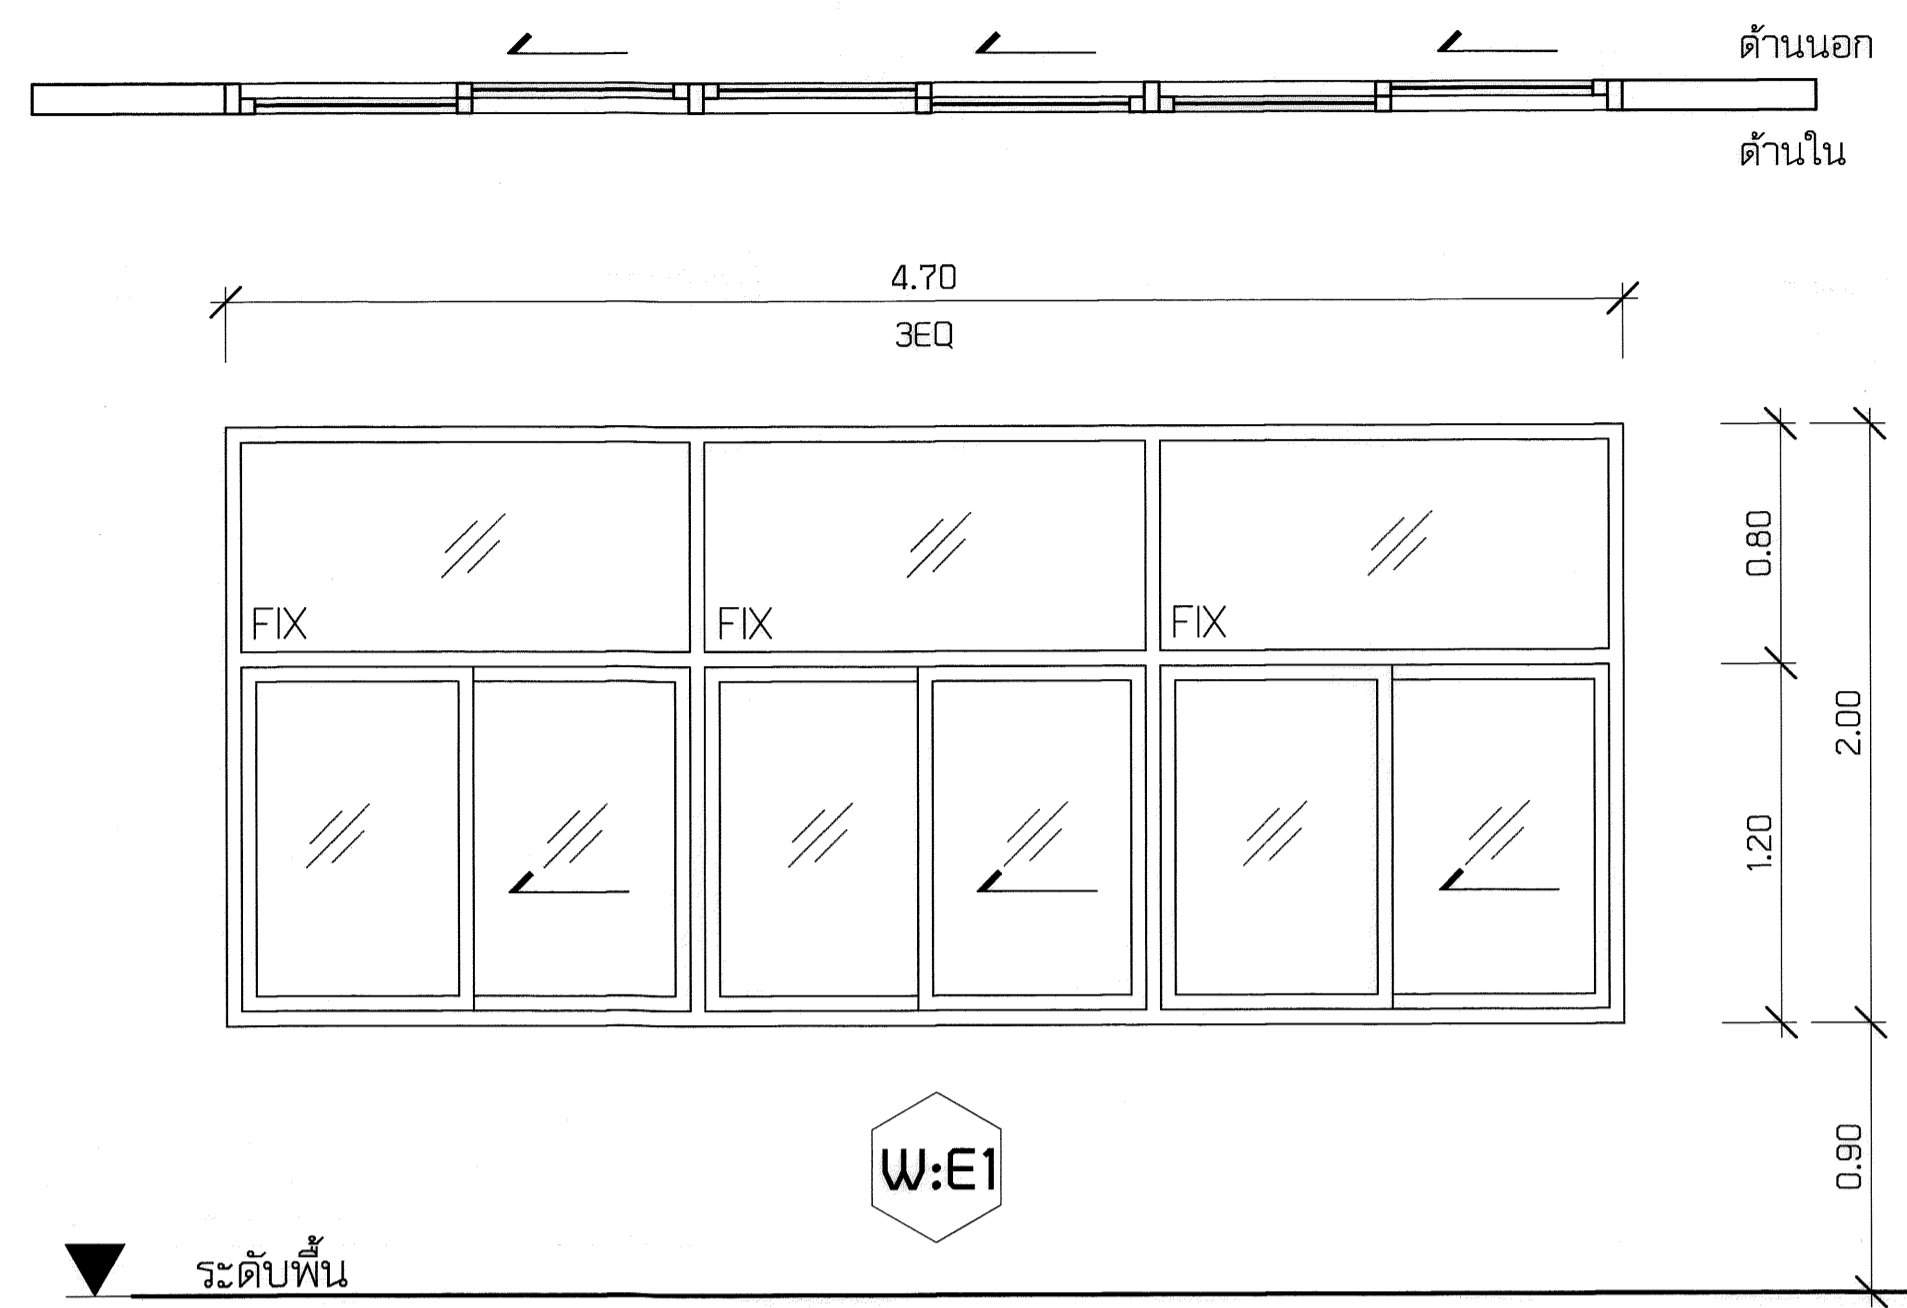 ด้านนอก
ด้านใน
4.70
3EQ
0.80
FIX FIX FIX
2.00
1.20
W:E1
0.90
ระดับพื้น